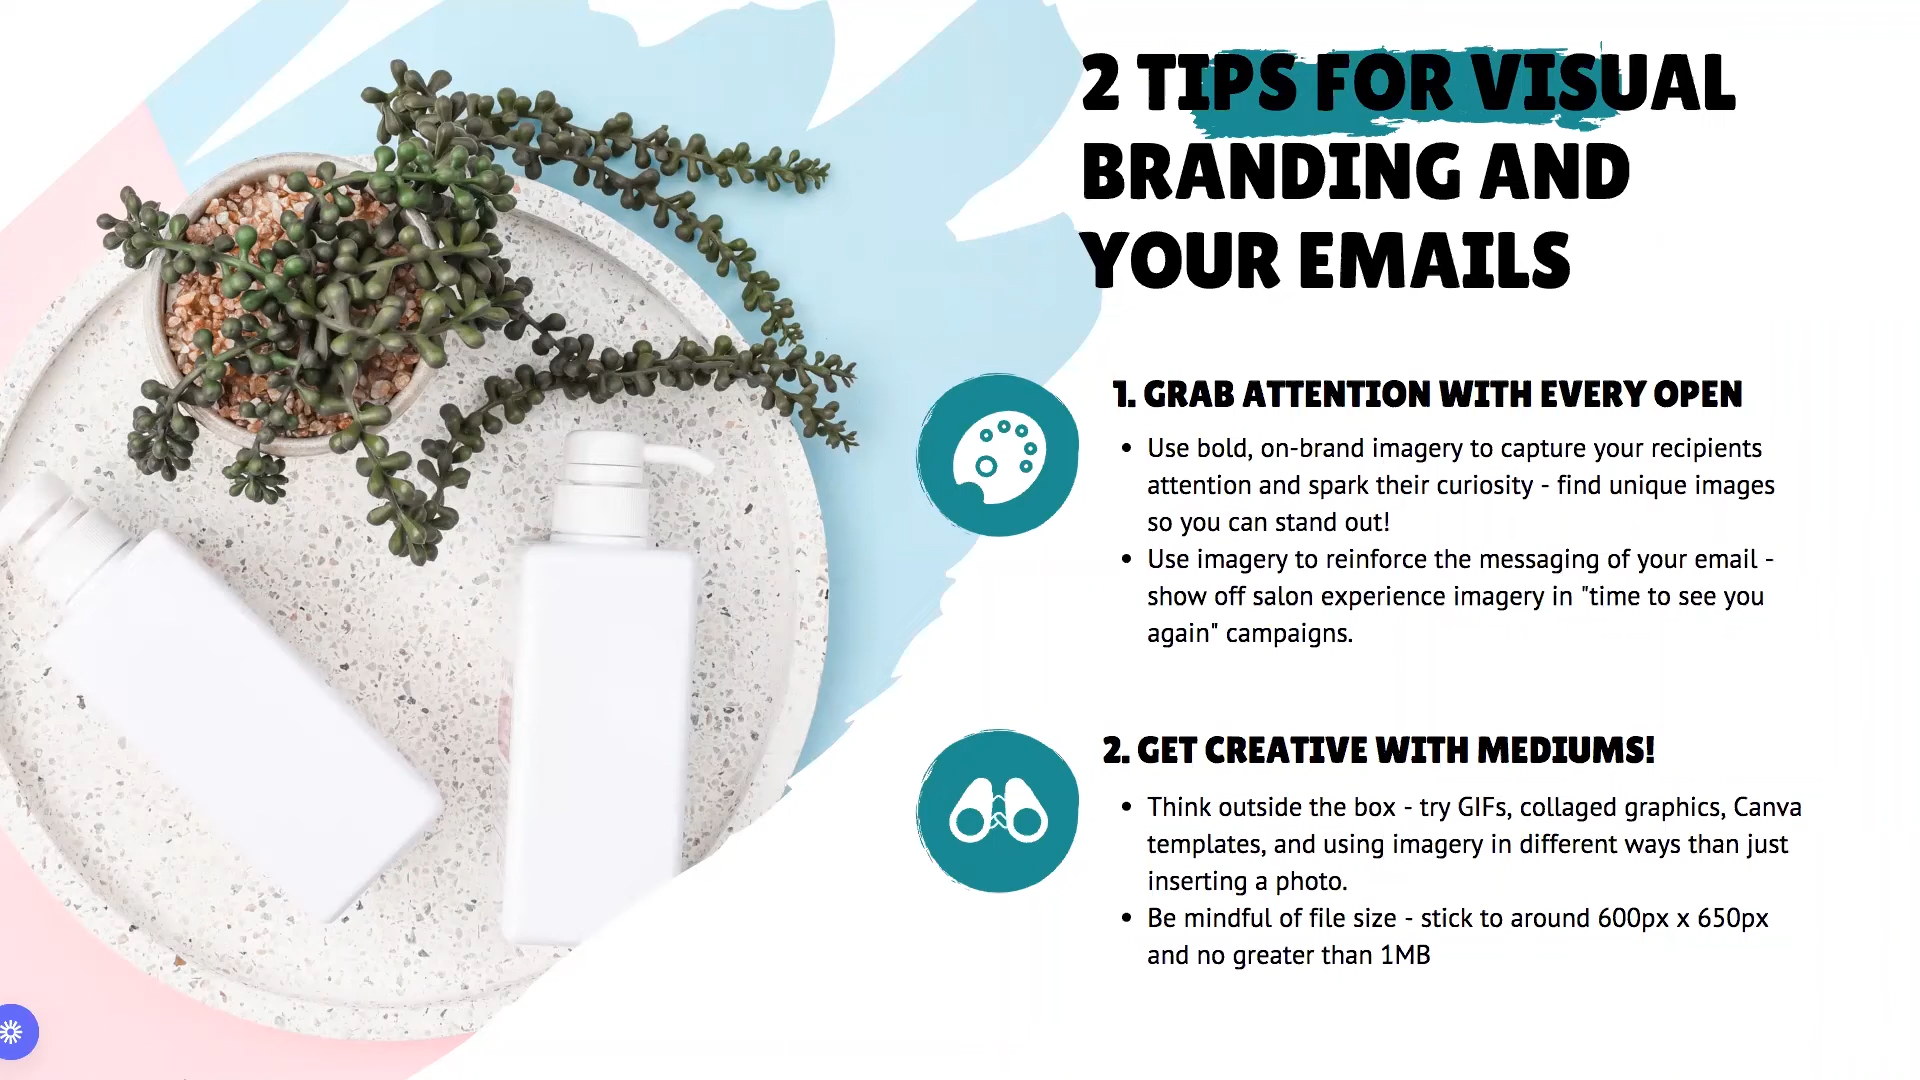 2 TIPS FOR VISUAL
BRANDING AND
YOUR EMAILS
1. GRAB ATTENTION WITH EVERY OPEN
• Use bold, on-brand imagery to capture your recipients
attention and spark their curiosity - find unique images
so you can stand out!
• Use imagery to reinforce the messaging of your email -
show off salon experience imagery in "time to see you
again" campaigns.
2. GET CREATIVE WITH MEDIUMS!
• Think outside the box - try GIFs, collaged graphics, Canva
templates, and using imagery in different ways than just
inserting a photo.
• Be mindful of file size - stick to around 600px x 650px
and no greater than 1MB